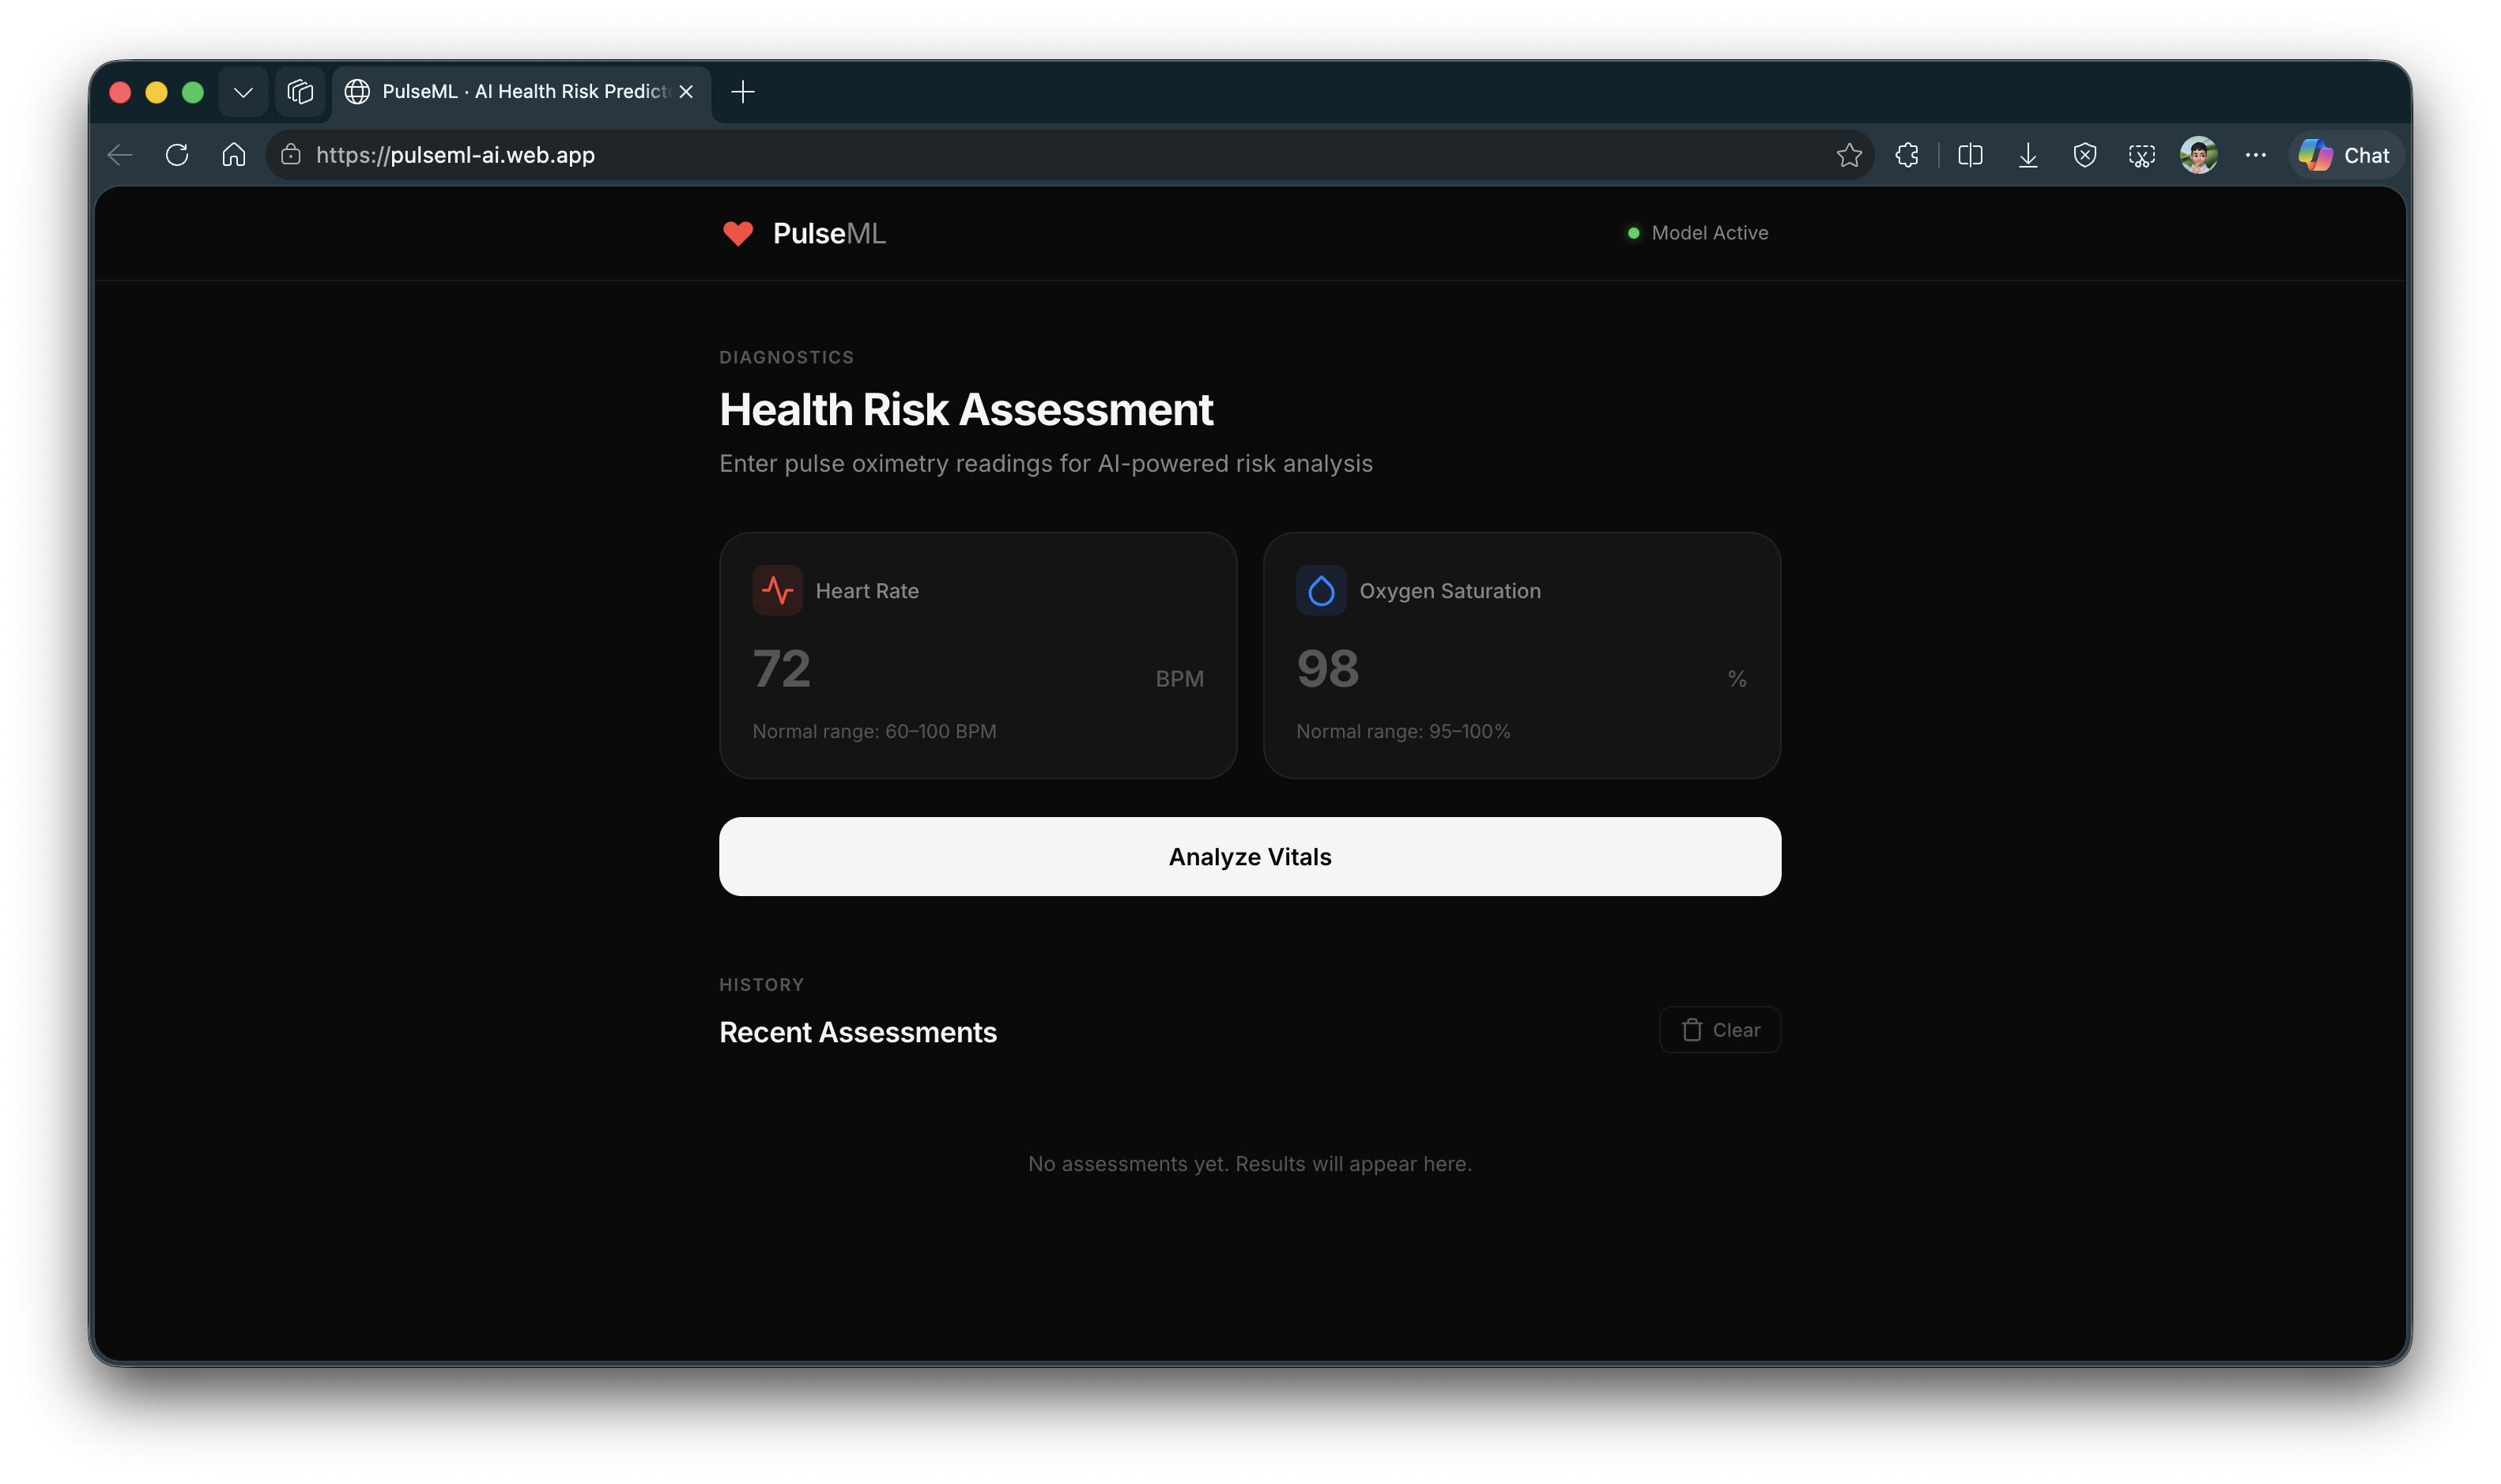 PulseML · AI Health Risk Predict
https://pulseml-ai.web.app
Chat
PulseML
Model Active
DIAGNOSTICS
Health Risk Assessment
Enter pulse oximetry readings for AI-powered risk analysis
Heart Rate
72 BPM
Normal range: 60–100 BPM
Oxygen Saturation
98 %
Normal range: 95–100%
Analyze Vitals
HISTORY
Recent Assessments
Clear
No assessments yet. Results will appear here.